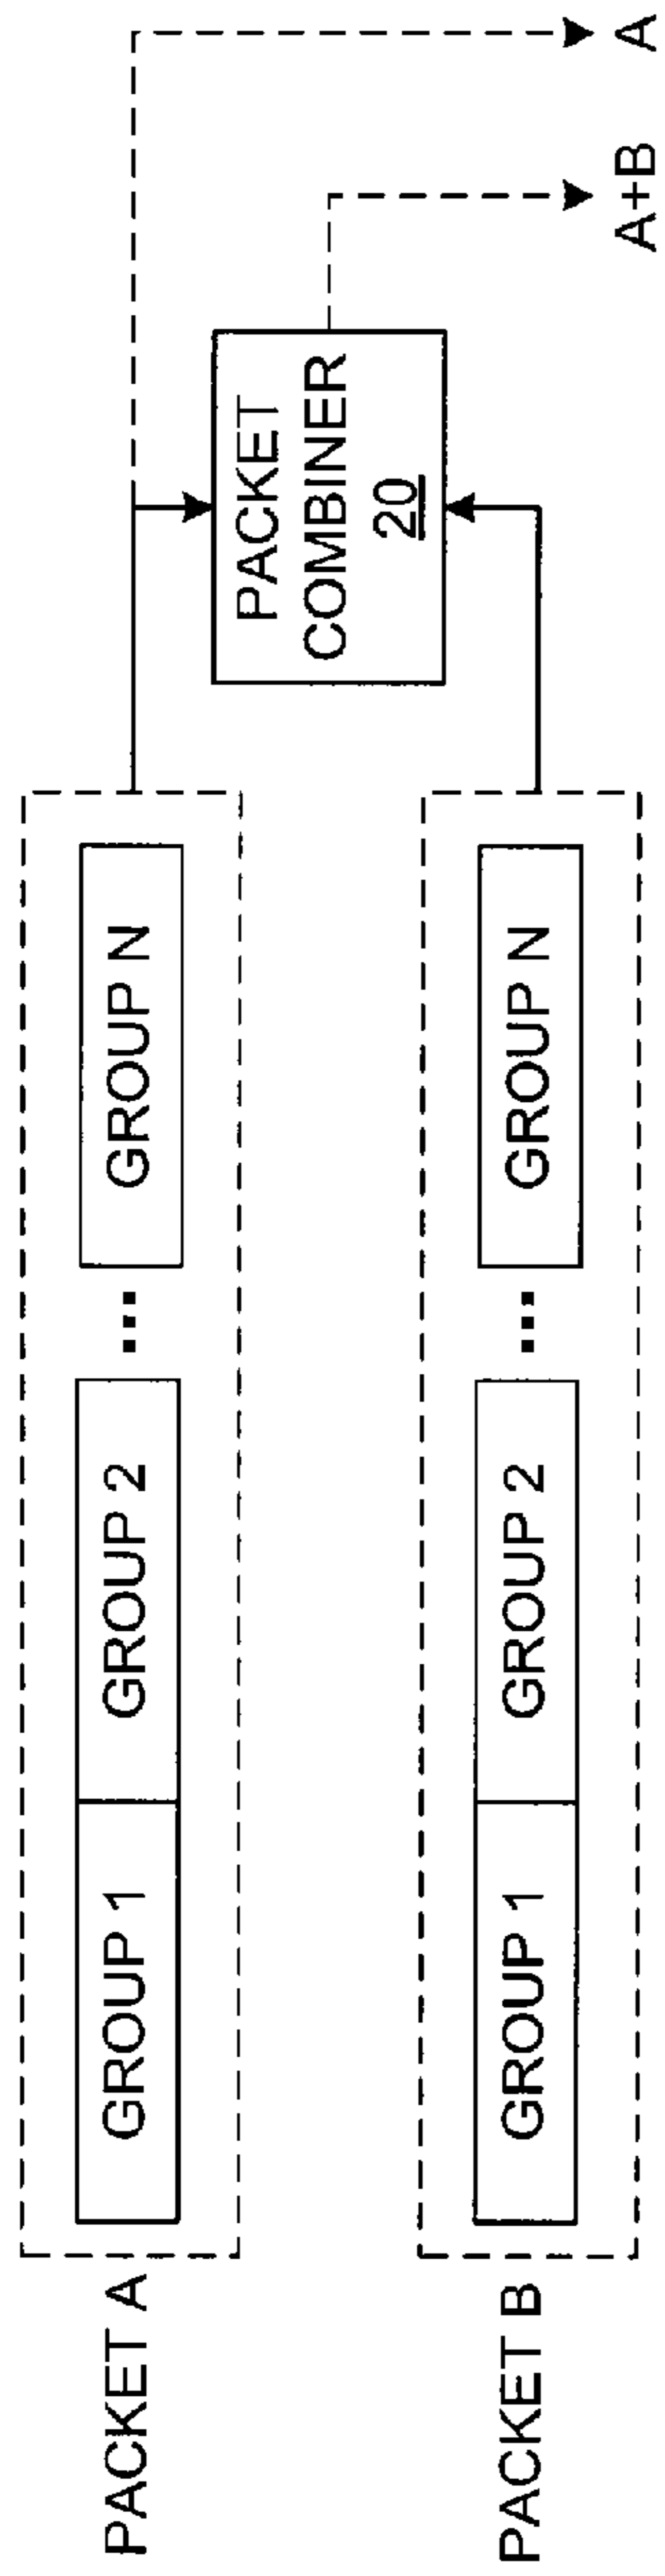 PACKET A
GROUP 1
GROUP 2
...
GROUP N
PACKET B
GROUP 1
GROUP 2
...
GROUP N
PACKET
COMBINER
20
A+B
A